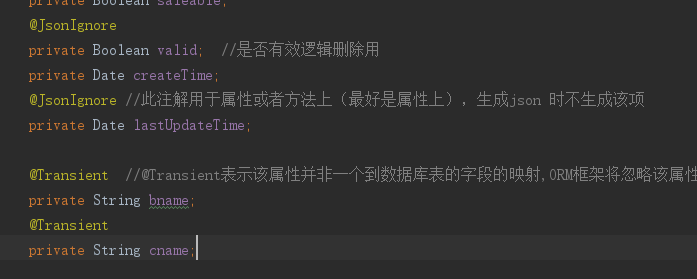 private Boolean saleable;
@JsonIgnore
private Boolean valid;  //是否有效逻辑删除用
private Date createTime;
@JsonIgnore //此注解用于属性或者方法上（最好是属性上），生成json 时不生成该项
private Date lastUpdateTime;
@Transient  //@Transient表示该属性并非一个到数据库表的字段的映射,ORM框架将忽略该属性
private String bname;
@Transient
private String cname;